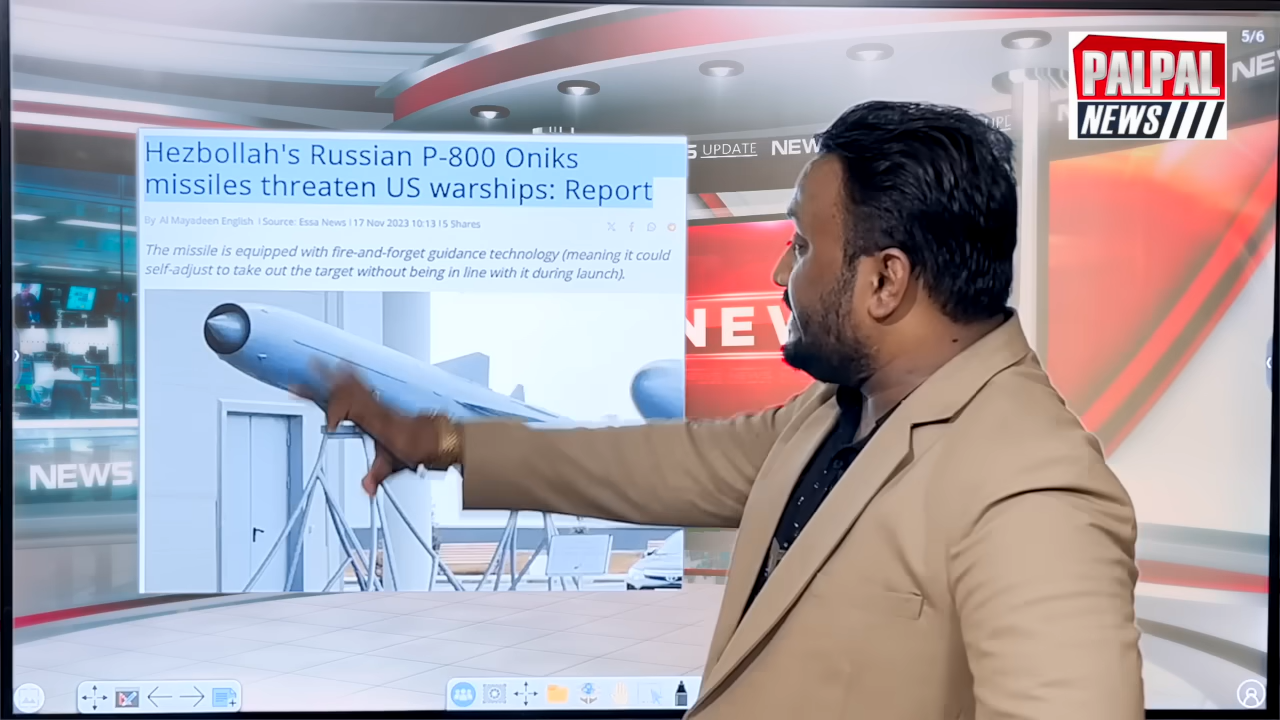 5/6
PALPAL
NEWS
NEW
UPDATE
NEW
Hezbollah's Russian P-800 Oniks
missiles threaten US warships: Report
By Al Mayadeen English | Source: Essa News | 17 Nov 2023 10:13 | 5 Shares
The missile is equipped with fire-and-forget guidance technology (meaning it could
self-adjust to take out the target without being in line with it during launch).
NEW
NEWS